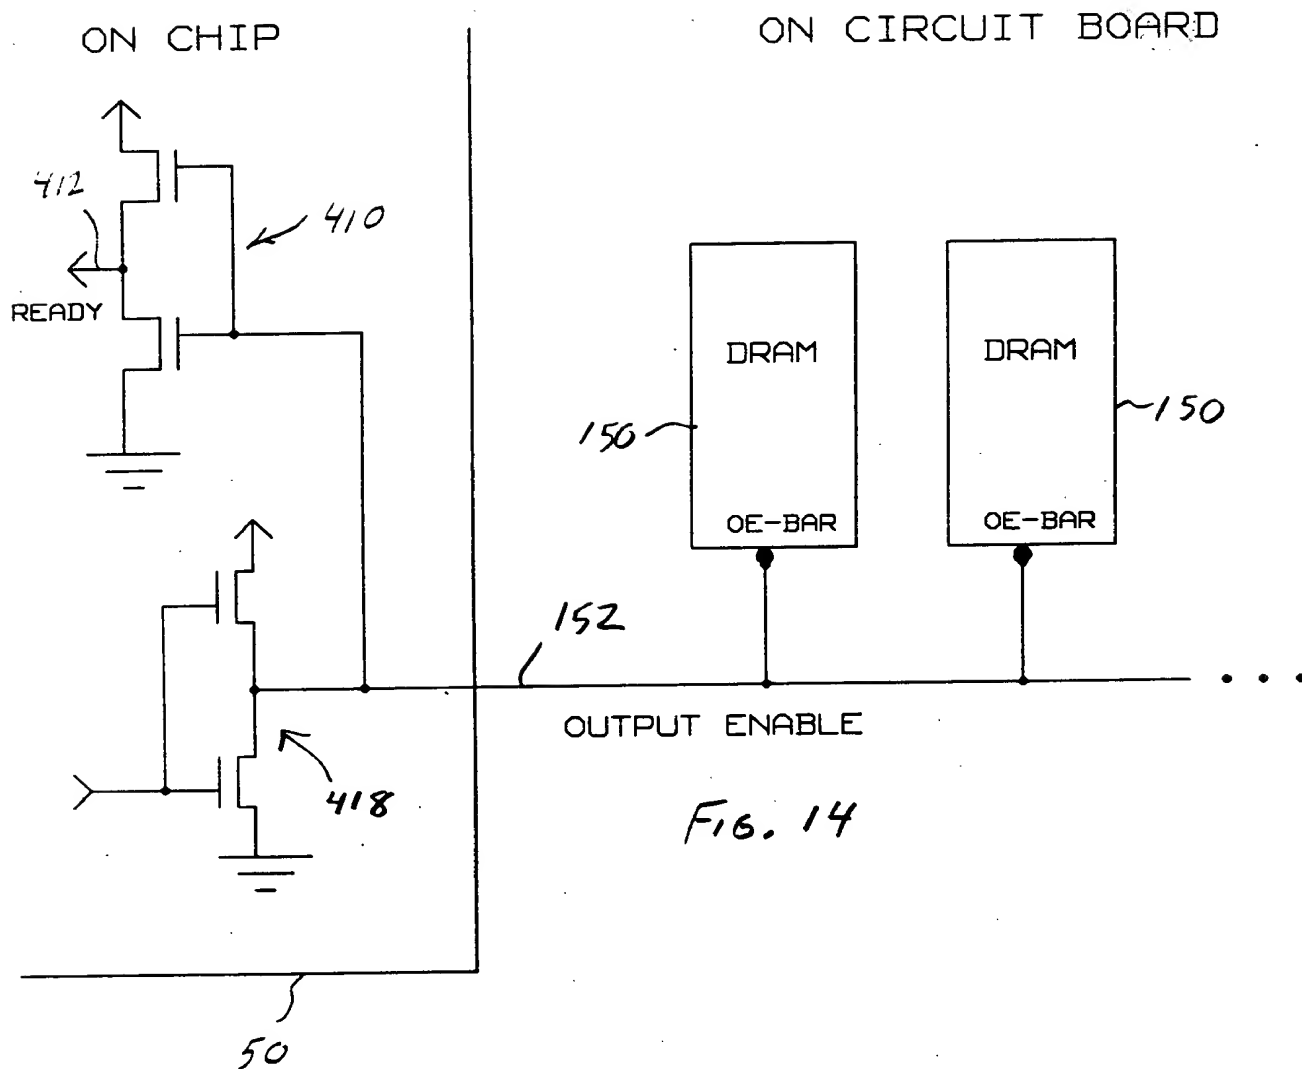 ON CHIP
ON CIRCUIT BOARD
412
410
READY
DRAM
DRAM
150
150
OE-BAR
OE-BAR
152
OUTPUT ENABLE
418
FIG. 14
50